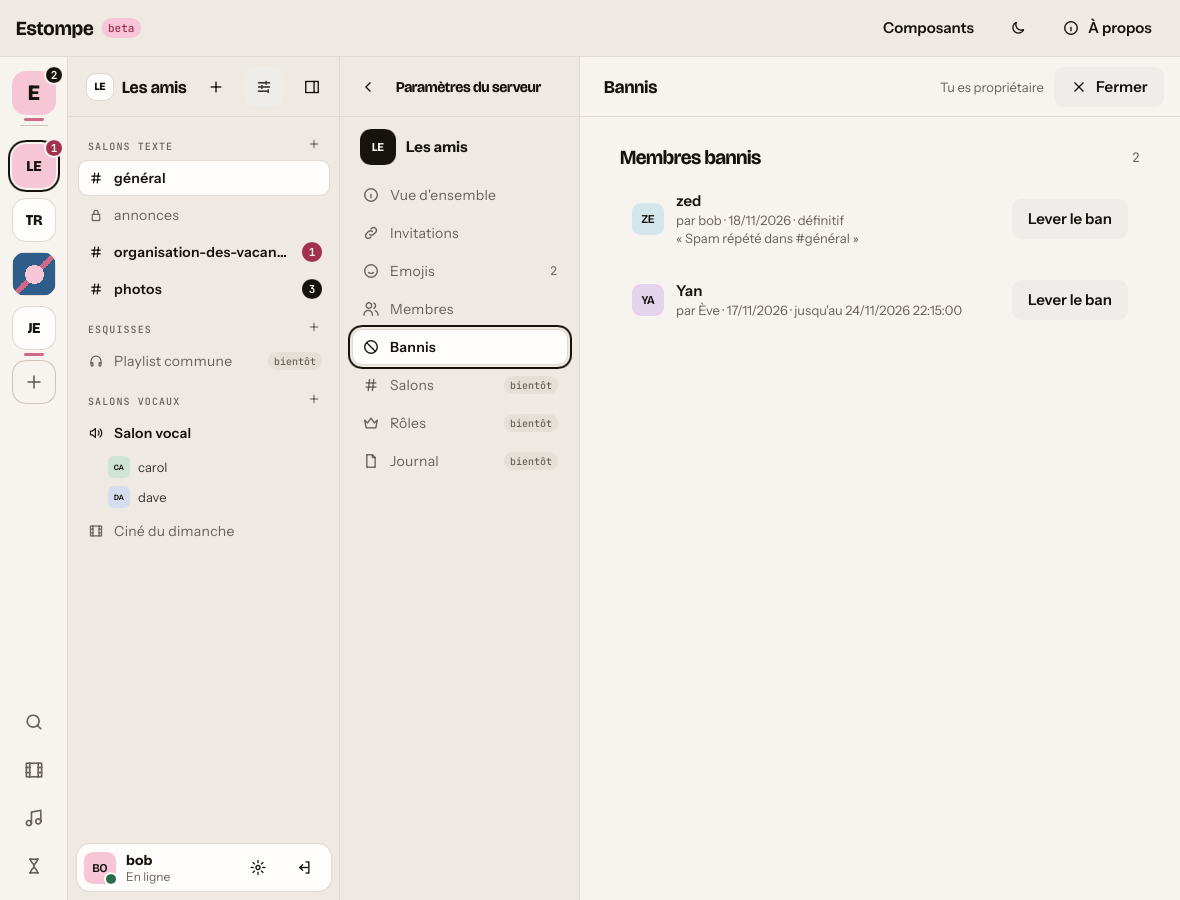 Estompe beta
Composants
À propos
E 2
LE 1
TR
JE
LE Les amis
SALONS TEXTE
# général
annonces
# organisation-des-vacan... 1
# photos 3
ESQUISSES
Playlist commune bientôt
SALONS VOCAUX
Salon vocal
CA carol
DA dave
Ciné du dimanche
BO bob
En ligne
Paramètres du serveur
LE Les amis
Vue d'ensemble
Invitations
Emojis 2
Membres
Bannis
Salons bientôt
Rôles bientôt
Journal bientôt
Bannis
Tu es propriétaire
Fermer
Membres bannis 2
ZE zed
par bob · 18/11/2026 · définitif
« Spam répété dans #général »
Lever le ban
YA Yan
par Ève · 17/11/2026 · jusqu'au 24/11/2026 22:15:00
Lever le ban